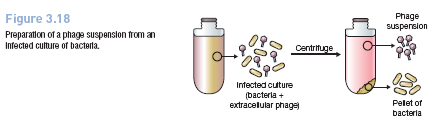 Figure 3.18
Preparation of a phage suspension from an
infected culture of bacteria.
Centrifuge
Infected culture
(bacteria +
extracellular phage)
Phage
suspension
Pellet of
bacteria